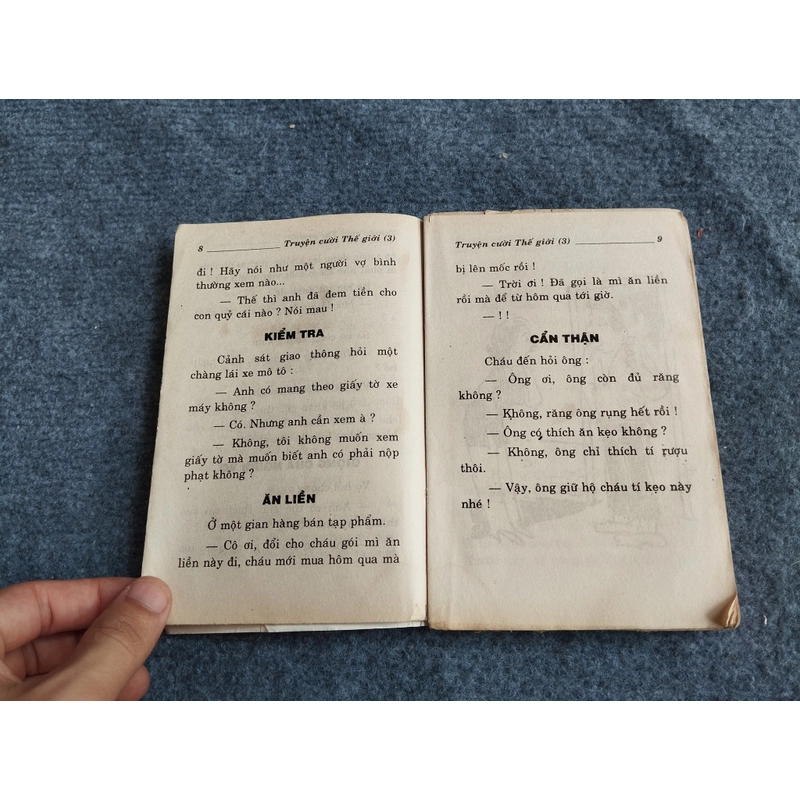 8 Truyện cười Thế giới (3)
đi ! Hãy nói như một người vợ bình
thường xem nào...
— Thế thì anh đã đem tiền cho
con quỷ cái nào ? Nói mau !
KIỂM TRA
Cảnh sát giao thông hỏi một
chàng lái xe mô tô :
— Anh có mang theo giấy tờ xe
máy không ?
— Có. Nhưng anh cần xem à ?
— Không, tôi không muốn xem
giấy tờ mà muốn biết anh có phải nộp
phạt không ?
ĂN LIỀN
Ở một gian hàng bán tạp phẩm.
— Cô ơi, đổi cho cháu gói mì ăn
liền này đi, cháu mới mua hôm qua mà
Truyện cười Thế giới (3) 9
bị lên mốc rồi !
— Trời ơi ! Đã gọi là mì ăn liền
rồi mà để từ hôm qua tới giờ.
— ! !
CẨN THẬN
Cháu đến hỏi ông :
— Ông ơi, ông còn đủ răng
không ?
— Không, răng ông rụng hết rồi !
— Ông có thích ăn kẹo không ?
— Không, ông chỉ thích tí rượu
thôi.
— Vậy, ông giữ hộ cháu tí kẹo này
nhé !